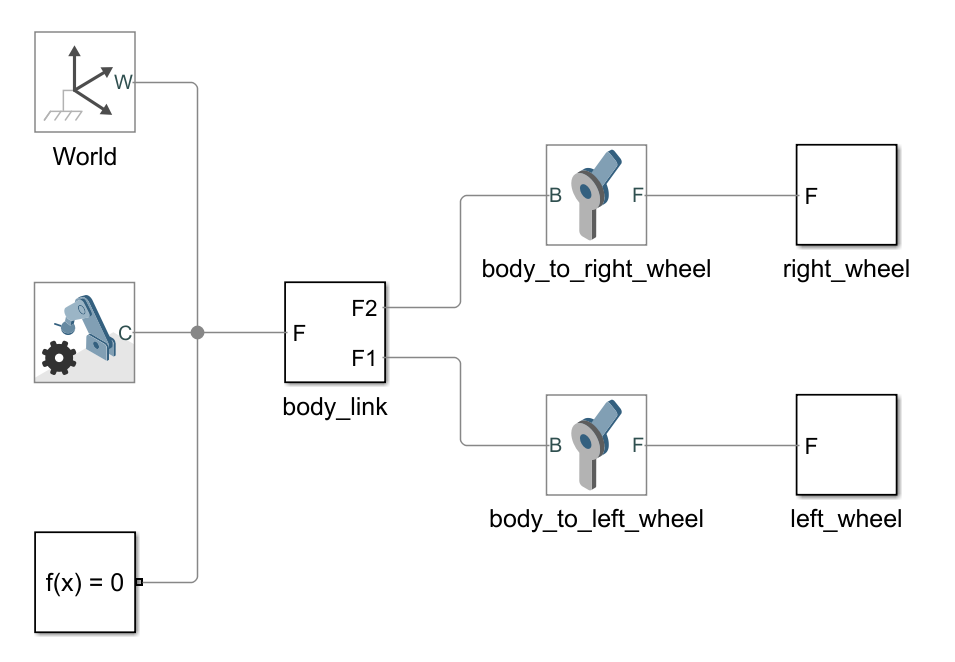 W
World
B
F
F
body_to_right_wheel
right_wheel
C
F
F2
F1
body_link
B
F
F
body_to_left_wheel
left_wheel
f(x) = 0